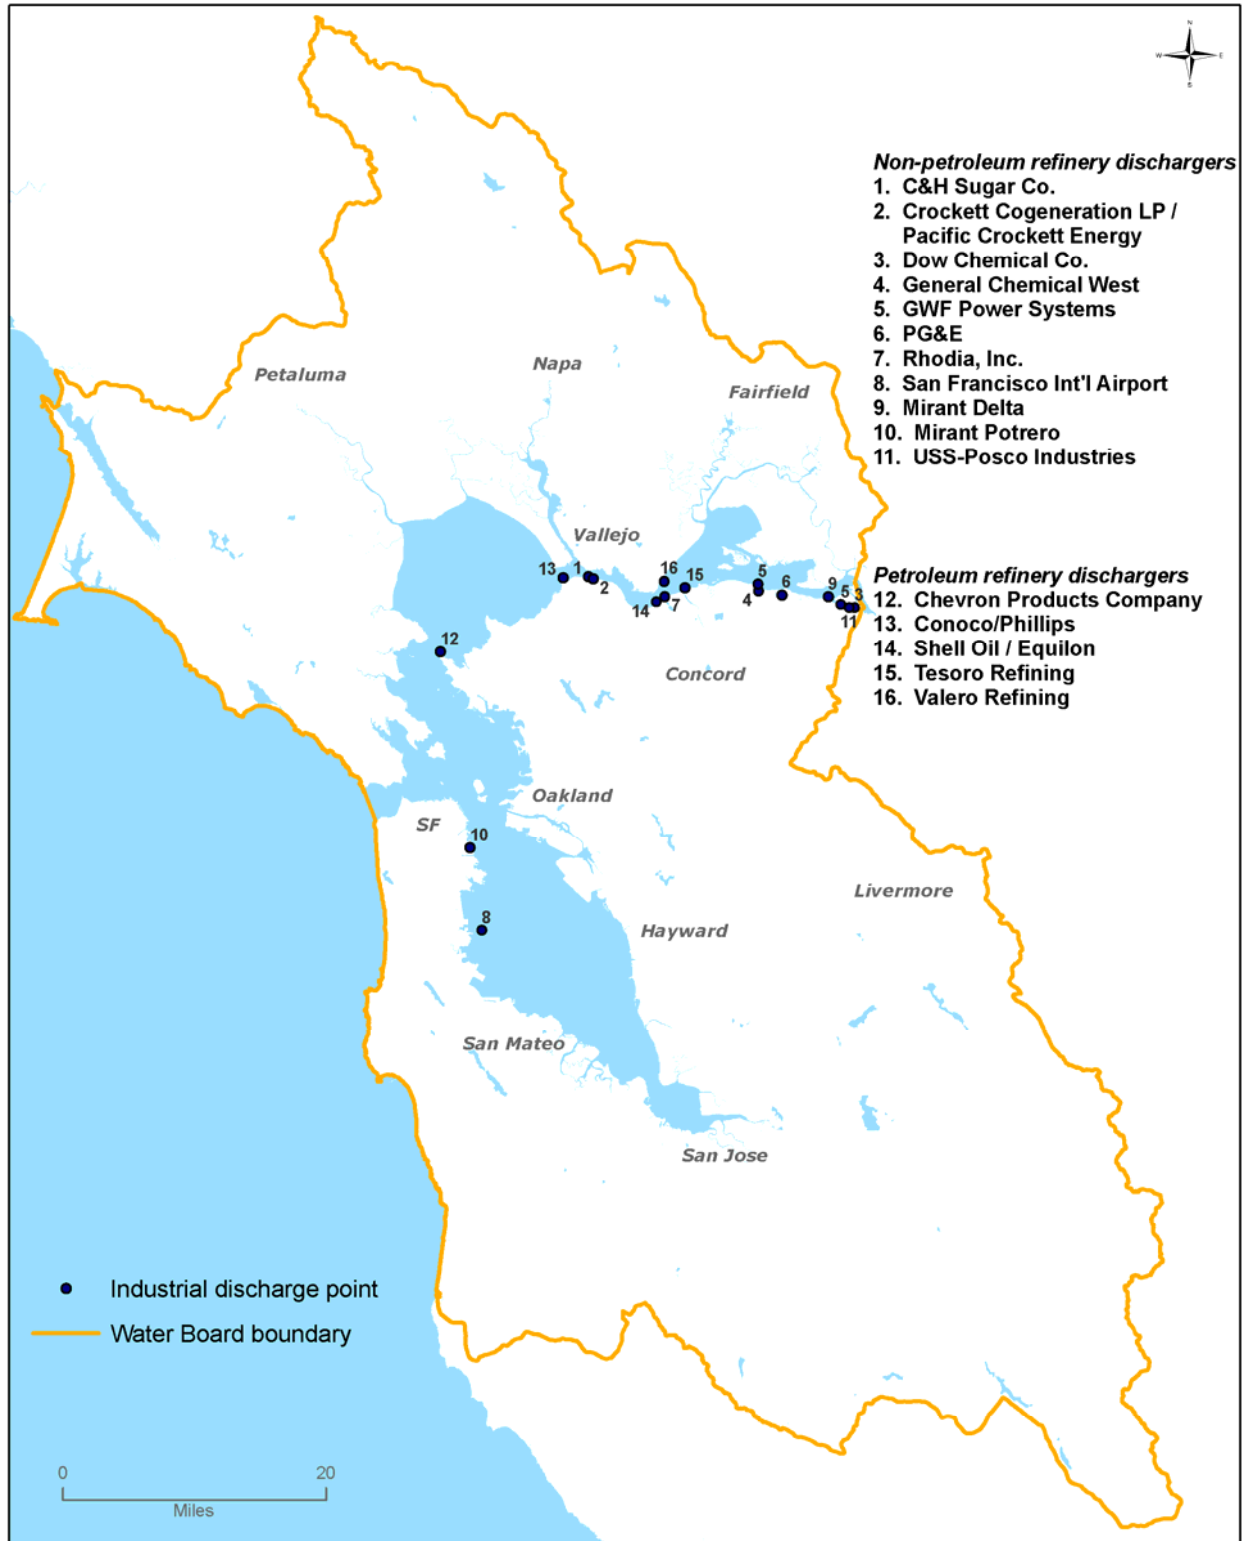 N
W E
S
Non-petroleum refinery dischargers
1. C&H Sugar Co.
2. Crockett Cogeneration LP /
Pacific Crockett Energy
3. Dow Chemical Co.
4. General Chemical West
5. GWF Power Systems
6. PG&E
7. Rhodia, Inc.
8. San Francisco Int'l Airport
9. Mirant Delta
10. Mirant Potrero
11. USS-Posco Industries
Petroleum refinery dischargers
12. Chevron Products Company
13. Conoco/Phillips
14. Shell Oil / Equilon
15. Tesoro Refining
16. Valero Refining
Petaluma
Napa
Fairfield
Vallejo
13
1
2
16
15
14
7
5
4
6
9
5
3
11
12
Concord
Oakland
SF
10
Livermore
8
Hayward
San Mateo
San Jose
Industrial discharge point
Water Board boundary
0 20
Miles